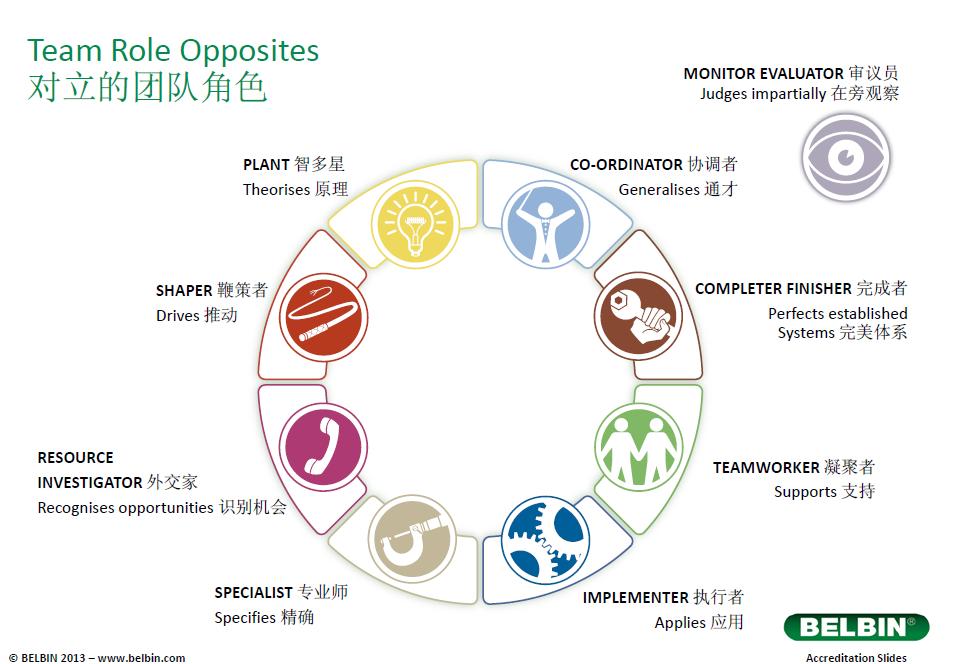 Team Role Opposites
对立的团队角色
MONITOR EVALUATOR 审议员
Judges impartially 在旁观察
PLANT 智多星
Theorises 原理
CO-ORDINATOR 协调者
Generalises 通才
SHAPER 鞭策者
Drives 推动
COMPLETER FINISHER 完成者
Perfects established
Systems 完美体系
RESOURCE
INVESTIGATOR 外交家
Recognises opportunities 识别机会
TEAMWORKER 凝聚者
Supports 支持
SPECIALIST 专业师
Specifies 精确
IMPLEMENTER 执行者
Applies 应用
BELBIN®
© BELBIN 2013 – www.belbin.com
Accreditation Slides